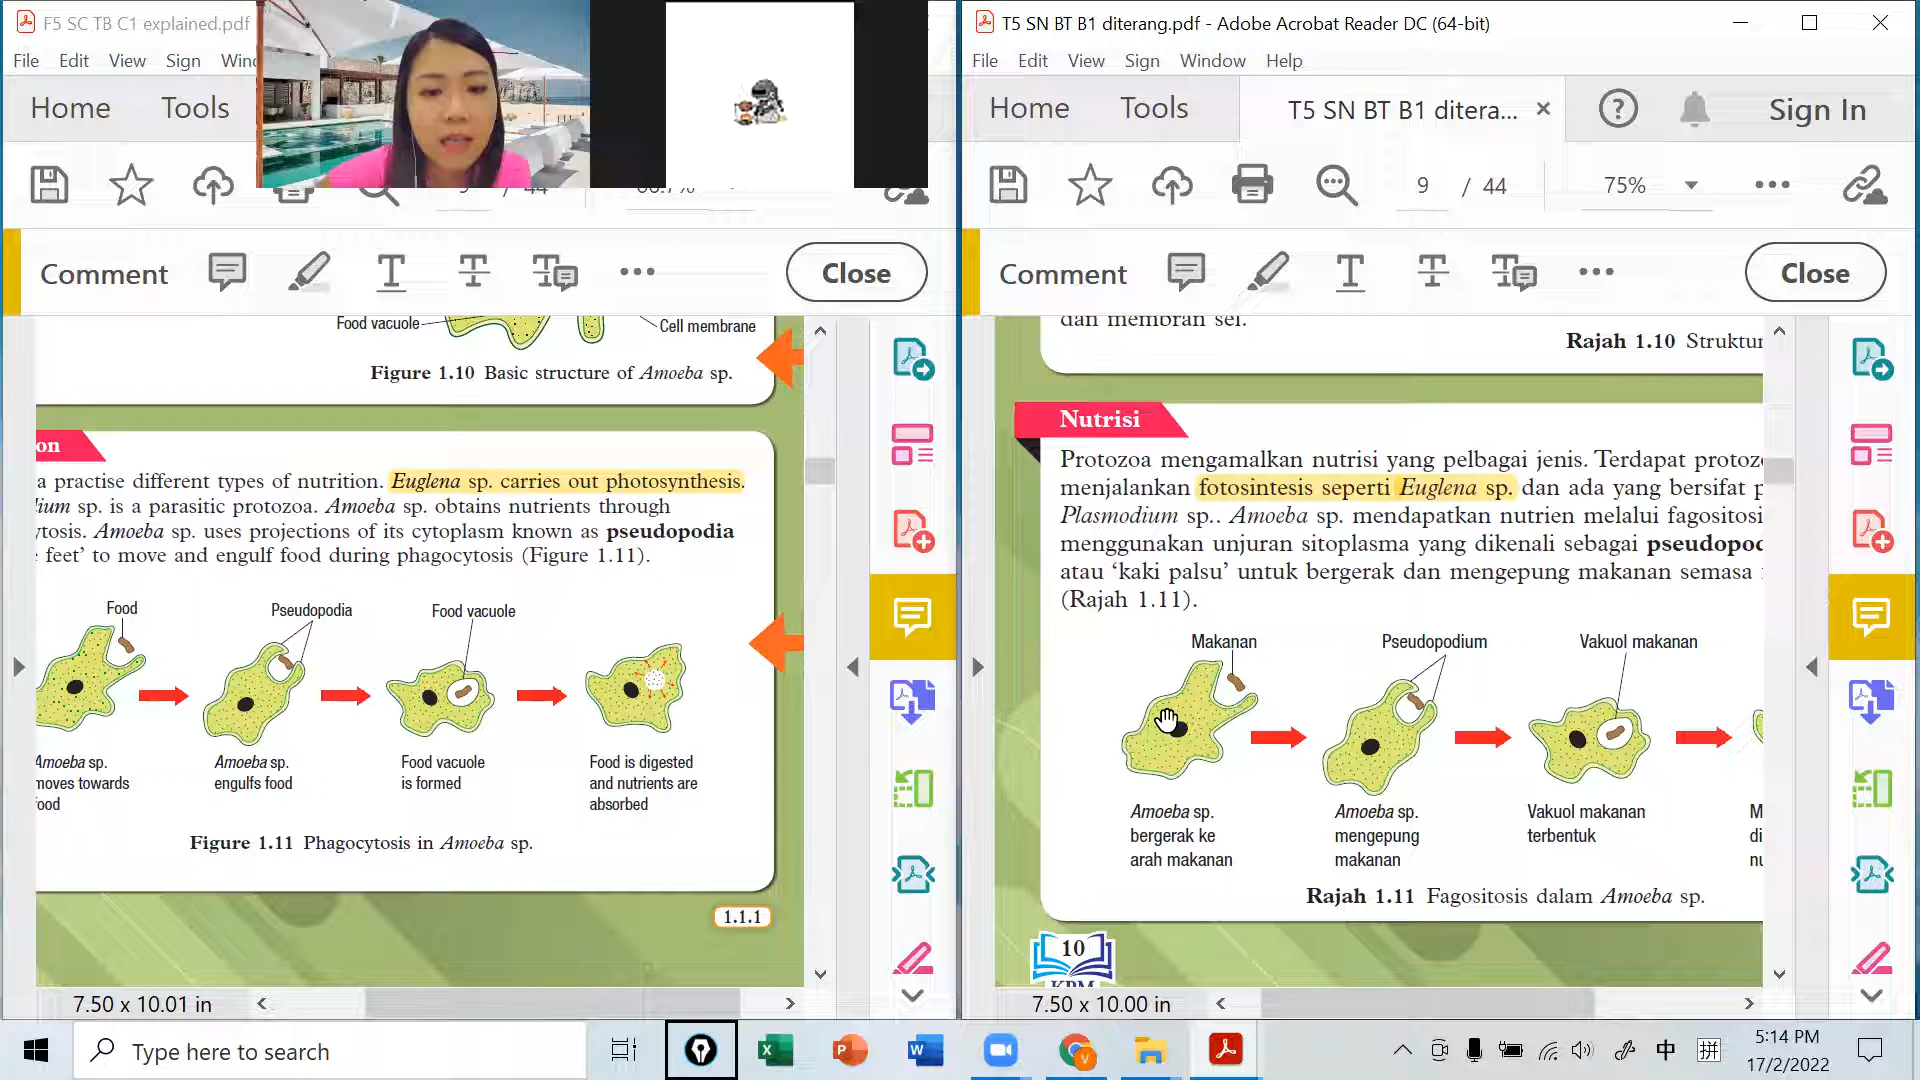 F5 SC TB C1 explained.pdf
File Edit View Sign
Home Tools
9 / 44
Comment Close
Food vacuole
Cell membrane
Figure 1.10 Basic structure of Amoeba sp.
on
a practise different types of nutrition. Euglena sp. carries out photosynthesis.
ium sp. is a parasitic protozoa. Amoeba sp. obtains nutrients through
ytosis. Amoeba sp. uses projections of its cytoplasm known as pseudopodia
feet’ to move and engulf food during phagocytosis (Figure 1.11).
Food Pseudopodia Food vacuole
Amoeba sp.
moves towards
food
Amoeba sp.
engulfs food
Food vacuole
is formed
Food is digested
and nutrients are
absorbed
Figure 1.11 Phagocytosis in Amoeba sp.
1.1.1
7.50 x 10.01 in
T5 SN BT B1 diterang.pdf - Adobe Acrobat Reader DC (64-bit)
File Edit View Sign Window Help
Home Tools T5 SN BT B1 ditera... Sign In
9 / 44 75%
Comment Close
dan membran sel.
Rajah 1.10 Struktur
Nutrisi
Protozoa mengamalkan nutrisi yang pelbagai jenis. Terdapat protoz
menjalankan fotosintesis seperti Euglena sp. dan ada yang bersifat p
Plasmodium sp.. Amoeba sp. mendapatkan nutrien melalui fagositosi
menggunakan unjuran sitoplasma yang dikenali sebagai pseudopod
atau ‘kaki palsu’ untuk bergerak dan mengepung makanan semasa
(Rajah 1.11).
Makanan Pseudopodium Vakuol makanan
Amoeba sp.
bergerak ke
arah makanan
Amoeba sp.
mengepung
makanan
Vakuol makanan
terbentuk
M
di
nu
Rajah 1.11 Fagositosis dalam Amoeba sp.
10
KPM
7.50 x 10.00 in
Type here to search
中 拼
5:14 PM
17/2/2022